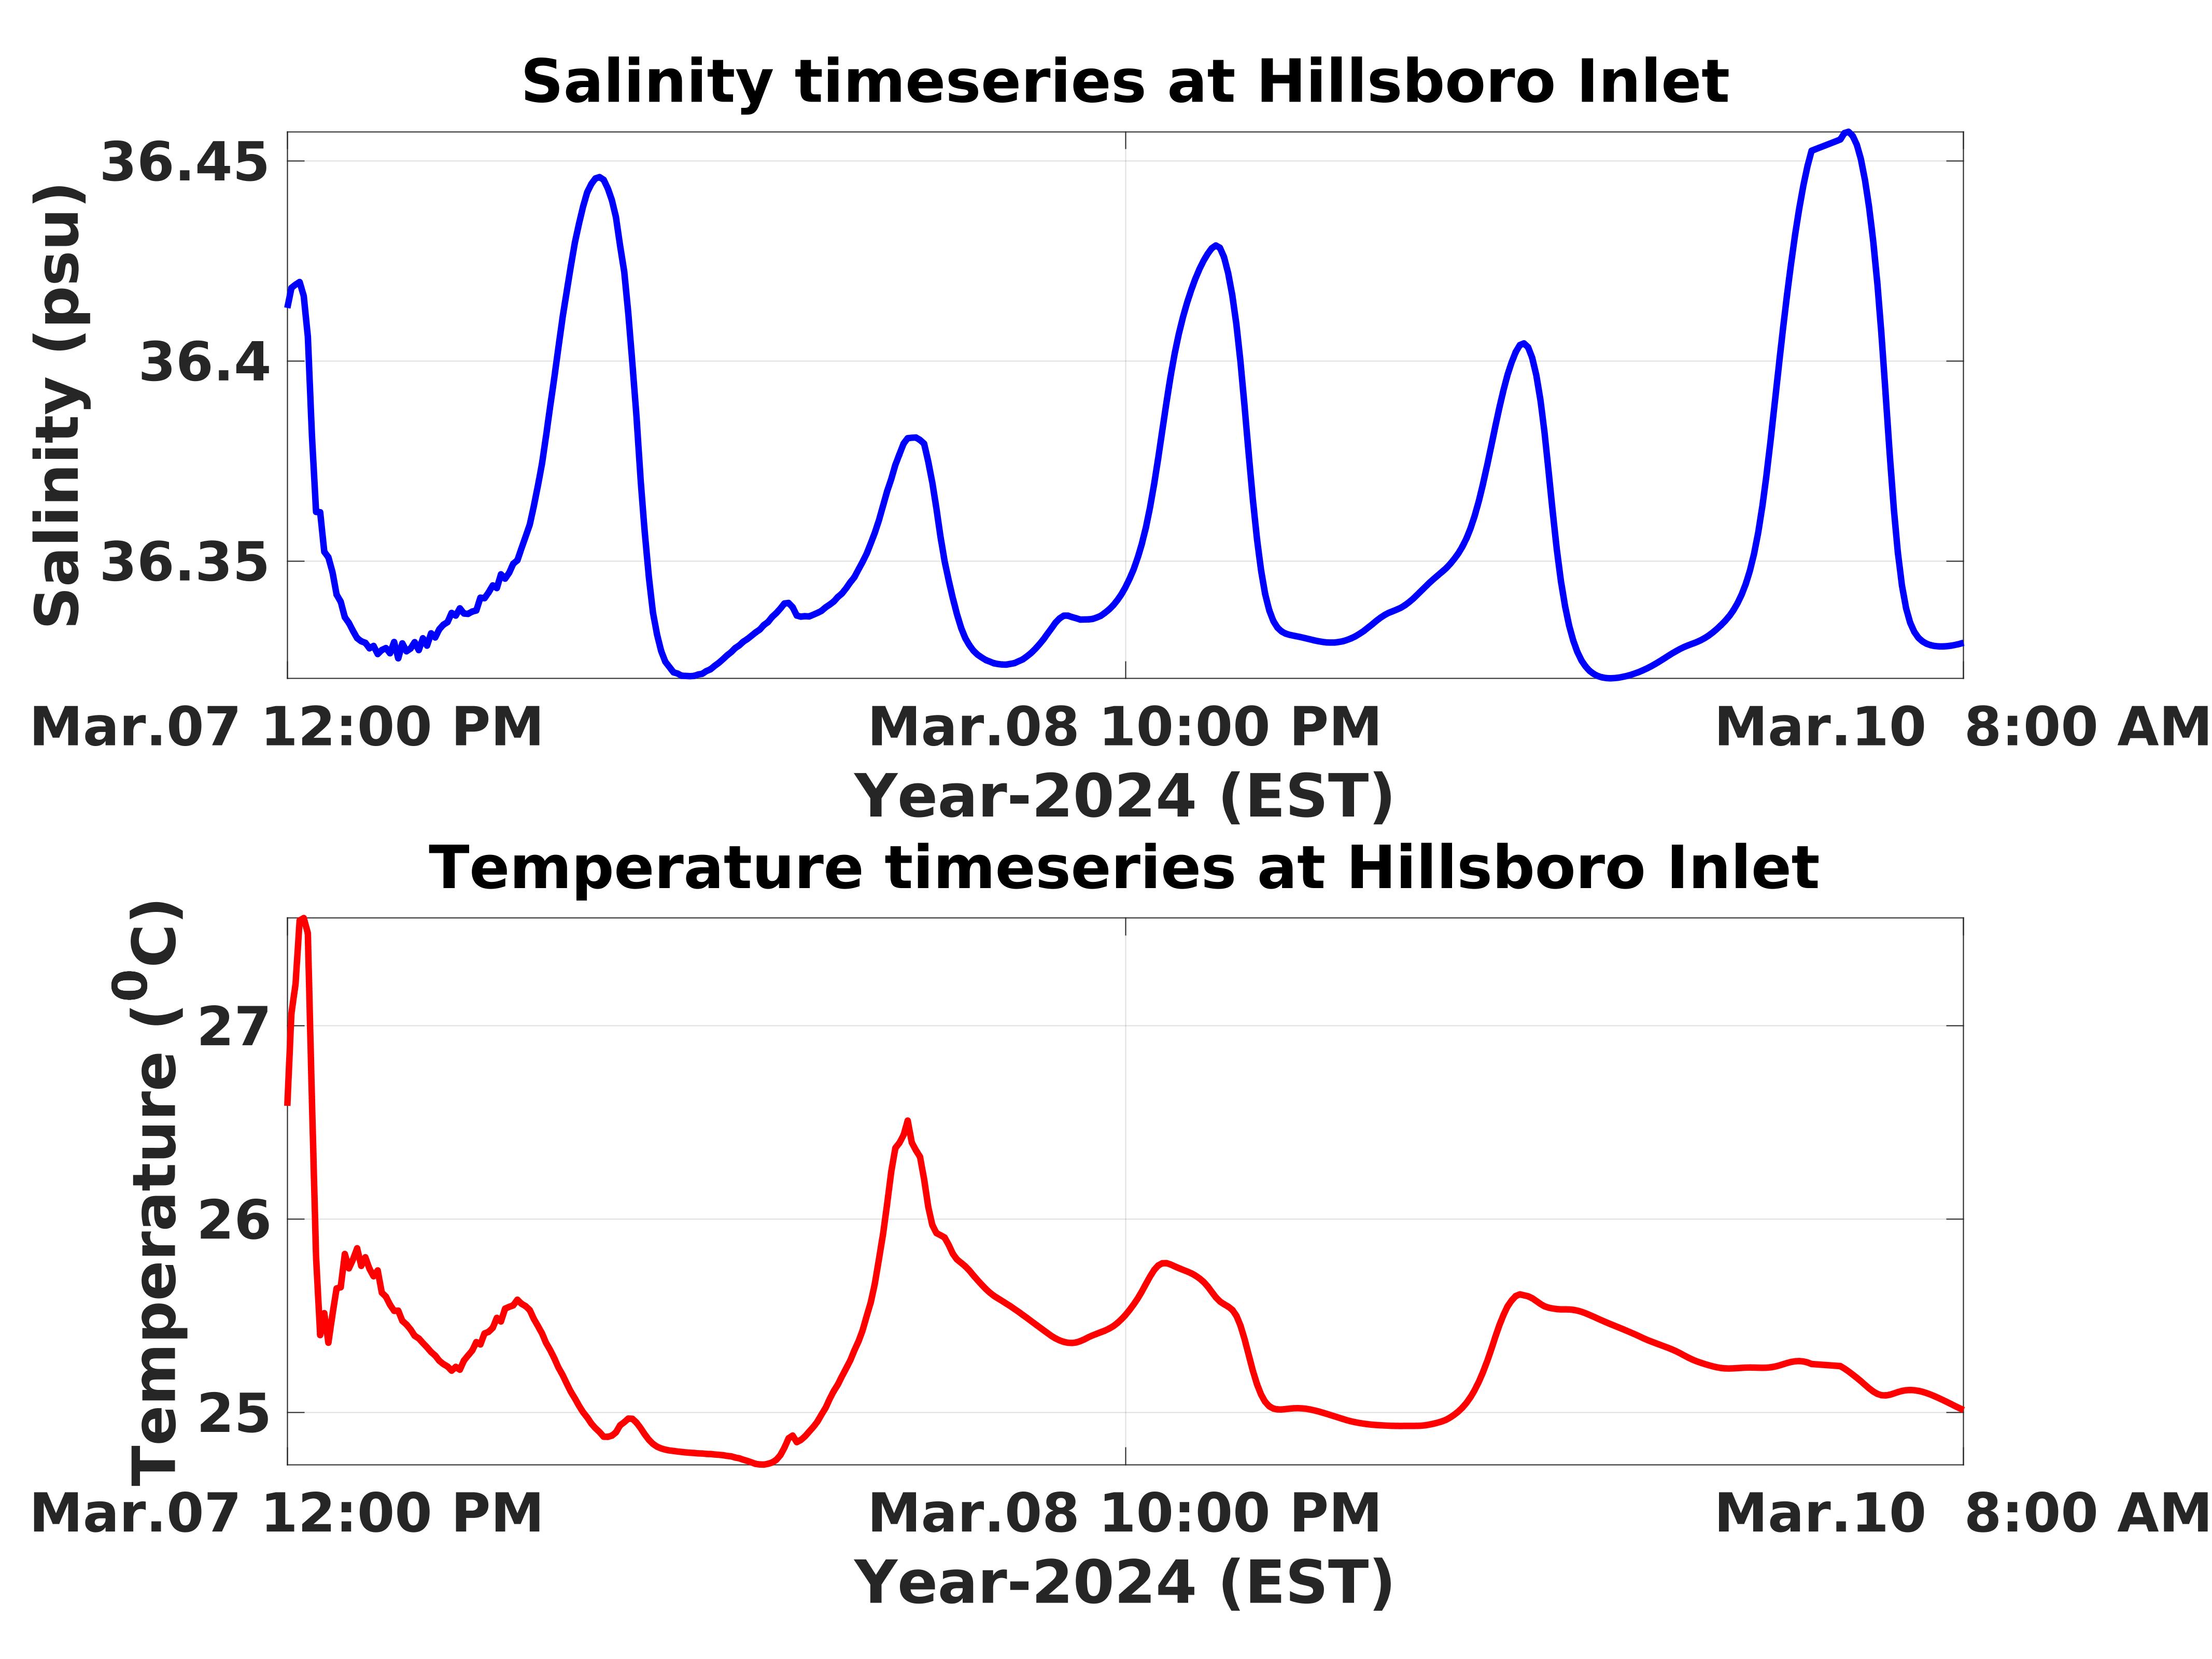 Salinity timeseries at Hillsboro Inlet
Salinity (psu)
36.45
36.4
36.35
Mar.07 12:00 PM Mar.08 10:00 PM Mar.10  8:00 AM
Year-2024 (EST)
Temperature timeseries at Hillsboro Inlet
Temperature (⁰C)
27
26
25
Mar.07 12:00 PM Mar.08 10:00 PM Mar.10  8:00 AM
Year-2024 (EST)